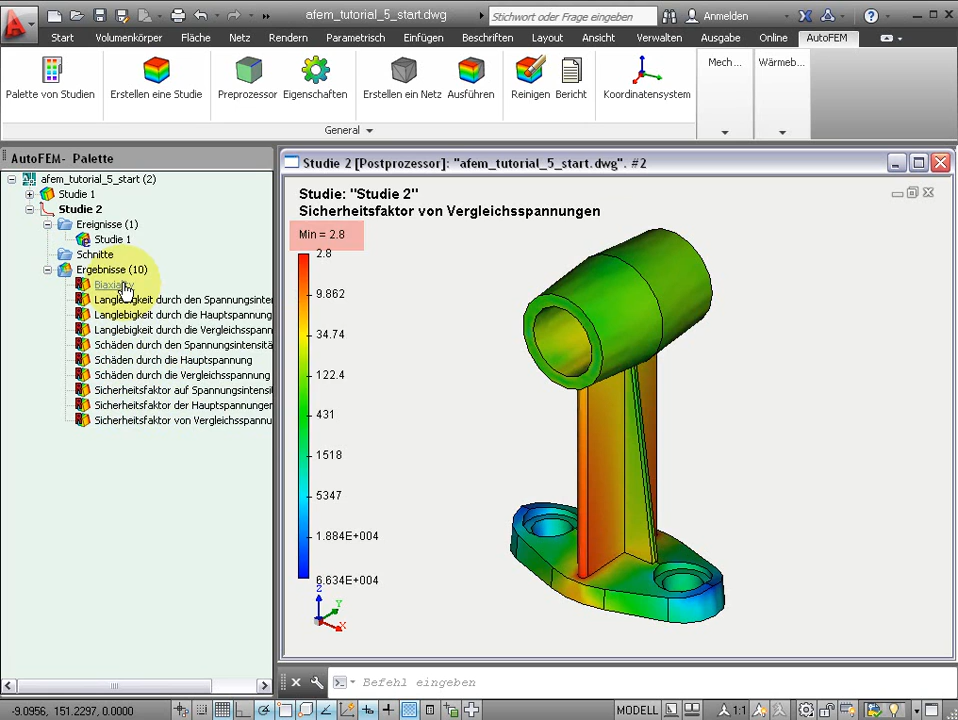 afem_tutorial_5_start.dwg
Stichwort oder Frage eingeben
Anmelden
Start Volumenkörper Fläche Netz Rendern Parametrisch Einfügen Beschriften Layout Ansicht Verwalten Ausgabe Online AutoFEM
Palette von Studien Erstellen eine Studie Preprozessor Eigenschaften Erstellen ein Netz Ausführen Reinigen Bericht Koordinatensystem Mech... Wärmeb...
General
AutoFEM- Palette
afem_tutorial_5_start (2)
Studie 1
Studie 2
Ereignisse (1)
Studie 1
Schnitte
Ergebnisse (10)
Langlebigkeit durch den Spannungsinten
Langlebigkeit durch die Hauptspannung
Langlebigkeit durch die Vergleichsspann
Schäden durch den Spannungsintensitä
Schäden durch die Hauptspannung
Schäden durch die Vergleichsspannung
Sicherheitsfaktor auf Spannungsintensi
Sicherheitsfaktor der Hauptspannungen
Sicherheitsfaktor von Vergleichsspannu
Studie 2 [Postprozessor]: "afem_tutorial_5_start.dwg". #2
Studie: "Studie 2"
Sicherheitsfaktor von Vergleichsspannungen
Min = 2.8
2.8
9.862
34.74
122.4
431
1518
5347
1.884E+004
6.634E+004
Z
Y
X
Befehl eingeben
-9.0956, 151.2297, 0.0000
MODELL
1:1